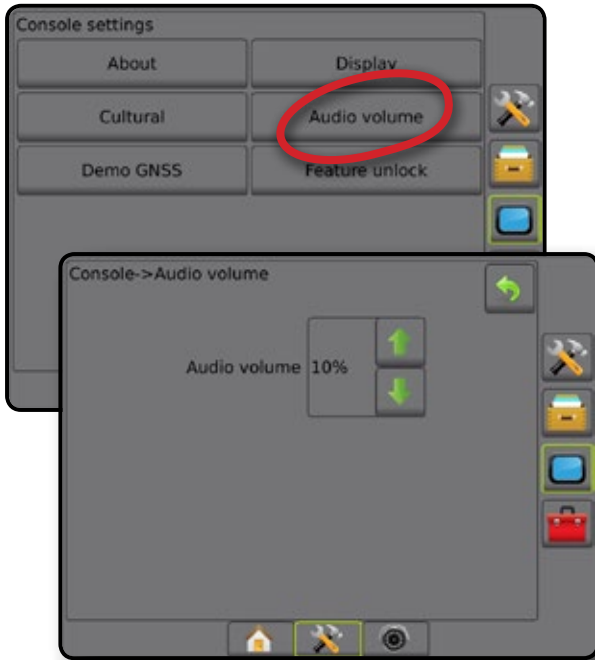 Console settings
About
Display
Cultural
Audio volume
Demo GNSS
Feature unlock
Console->Audio volume
Audio volume 10%